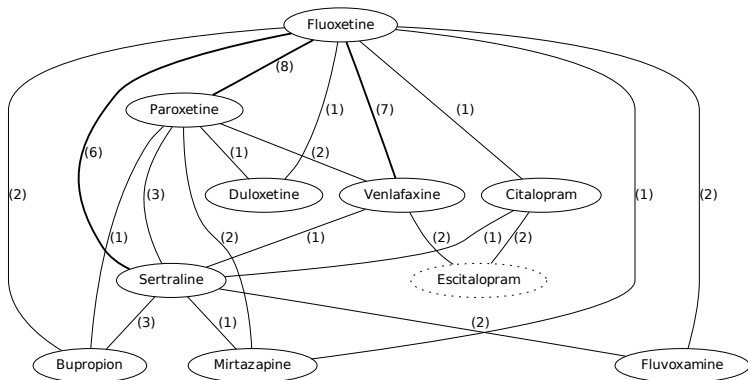 Fluoxetine
(8)
Paroxetine
(1)
(7)
(1)
(6)
(1)
(2)
Duloxetine
Venlafaxine
Citalopram
(2)
(3)
(1)
(2)
(1)
(2)
(1)
(2)
(1)
(2)
Sertraline
Escitalopram
(3)
(1)
(2)
Bupropion
Mirtazapine
Fluvoxamine